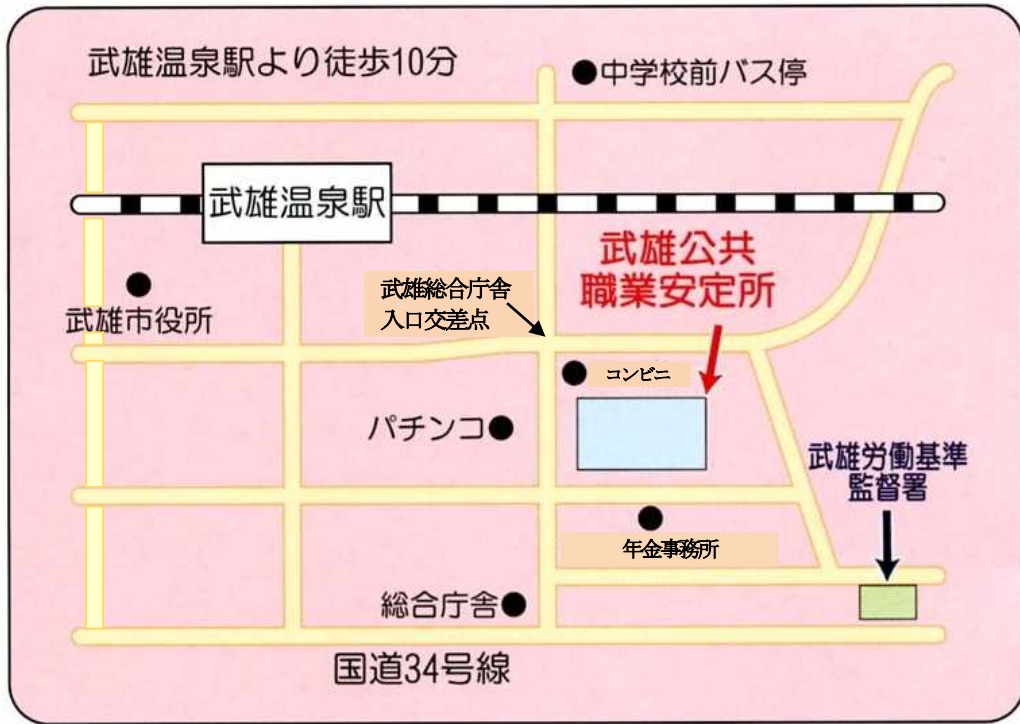 武雄温泉駅より徒歩10分
●中学校前バス停
武雄温泉駅
武雄公共
職業安定所
武雄総合庁舎
入口交差点
武雄市役所
コンビニ
パチンコ●
武雄労働基準
監督署
年金事務所
総合庁舎●
国道34号線